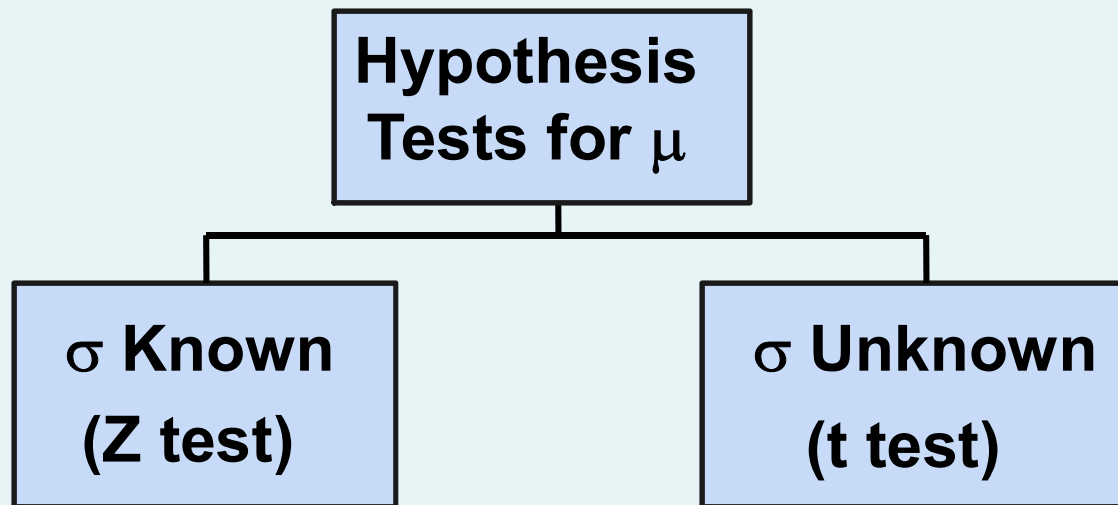 Hypothesis
Tests for μ
σ Known
(Z test)
σ Unknown
(t test)